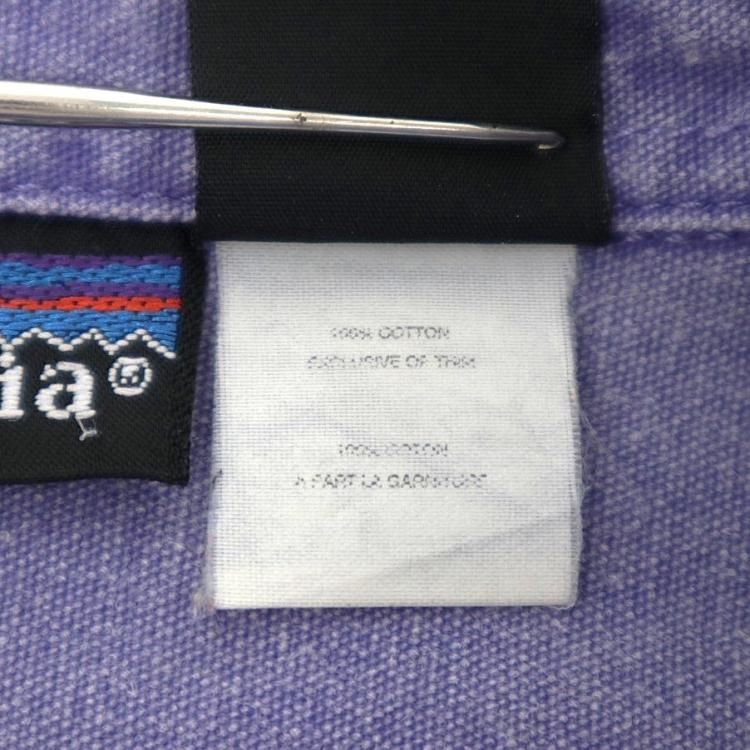 ia®
100% COTTON
EXCLUSIVE OF TRIM
100% COTON
A PART LA GARNITURE